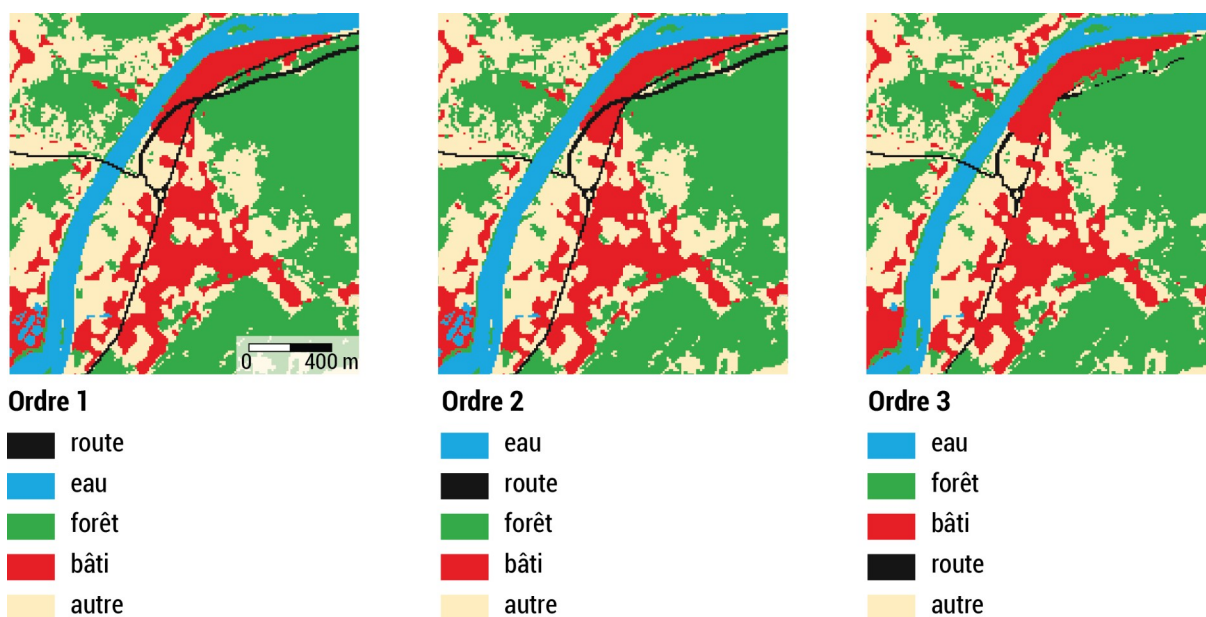 0 400 m
Ordre 1
route
eau
forêt
bâti
autre
Ordre 2
eau
route
forêt
bâti
autre
Ordre 3
eau
forêt
bâti
route
autre